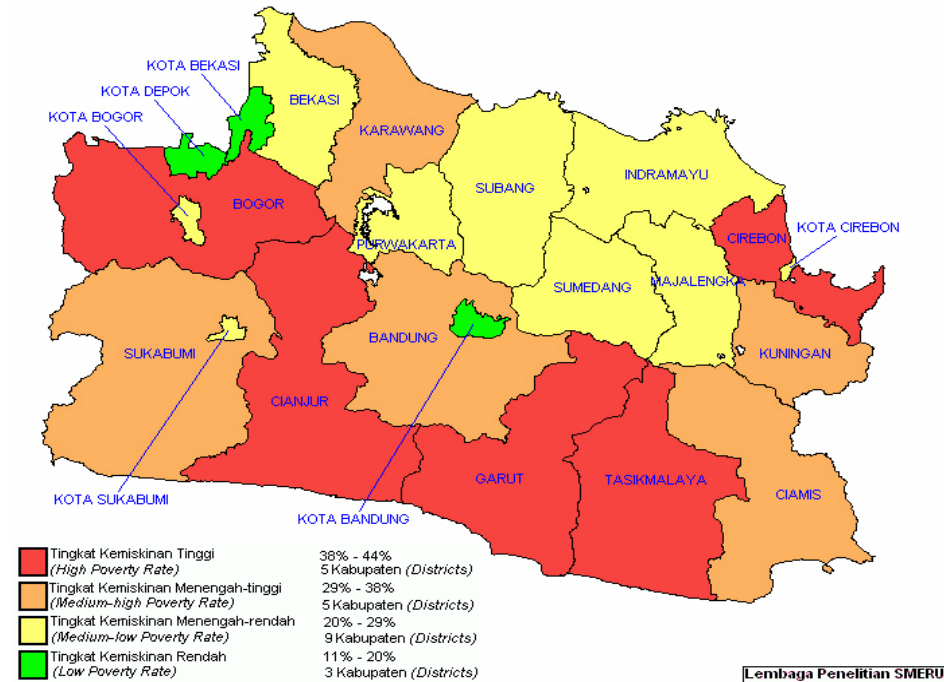 KOTA BEKASI
KOTA DEPOK
KOTA BOGOR
BEKASI
KARAWANG
SUBANG
INDRAMAYU
BOGOR
PURWAKARTA
CIREBON
KOTA CIREBON
SUMEDANG
MAJALENGKA
SUKABUMI
BANDUNG
KUNINGAN
CIANJUR
GARUT
TASIKMALAYA
CIAMIS
KOTA SUKABUMI
KOTA BANDUNG
Tingkat Kemiskinan Tinggi 38% - 44%
(High Poverty Rate) 5 Kabupaten (Districts)
Tingkat Kemiskinan Menengah-tinggi 29% - 38%
(Medium-high Poverty Rate) 5 Kabupaten (Districts)
Tingkat Kemiskinan Menengah-rendah 20% - 29%
(Medium-low Poverty Rate) 9 Kabupaten (Districts)
Tingkat Kemiskinan Rendah 11% - 20%
(Low Poverty Rate) 3 Kabupaten (Districts)
Lembaga Penelitian SMERU